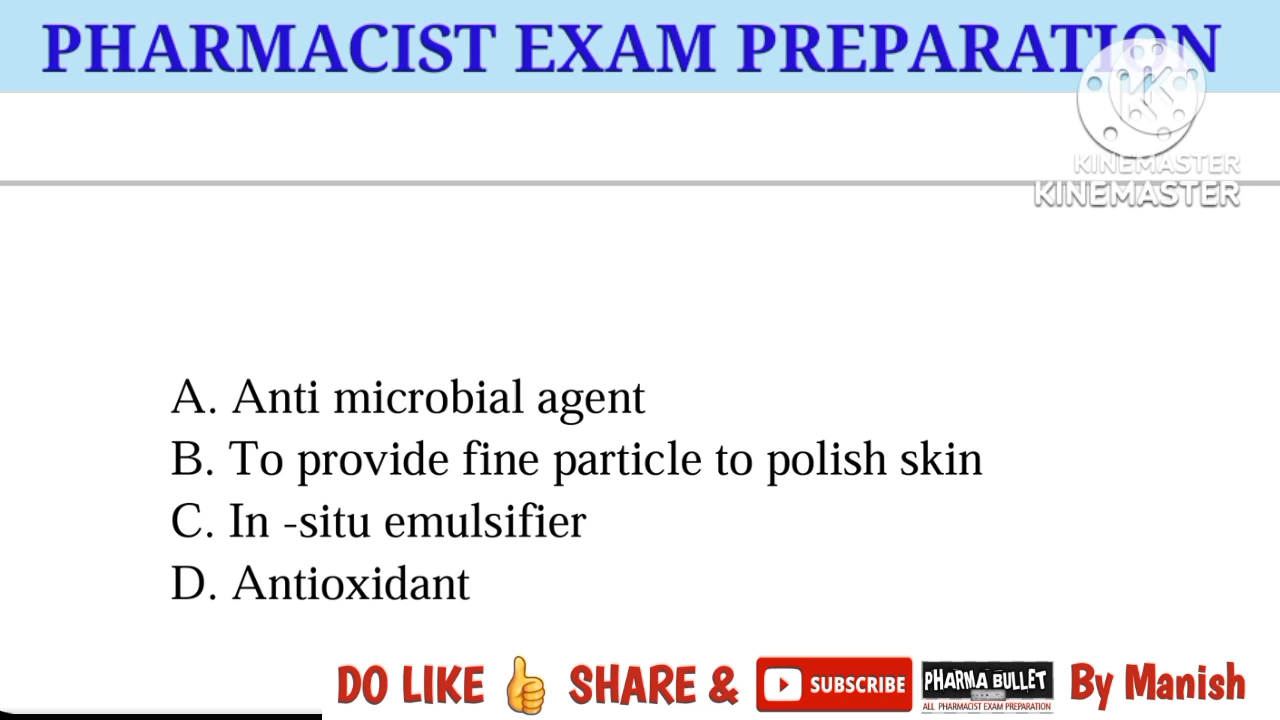 PHARMACIST EXAM PREPARATION
KINEMASTER
KINEMASTER
A. Anti microbial agent
B. To provide fine particle to polish skin
C. In -situ emulsifier
D. Antioxidant
DO LIKE SHARE & SUBSCRIBE PHARMA BULLET By Manish
ALL PHARMACIST EXAM PREPARATION